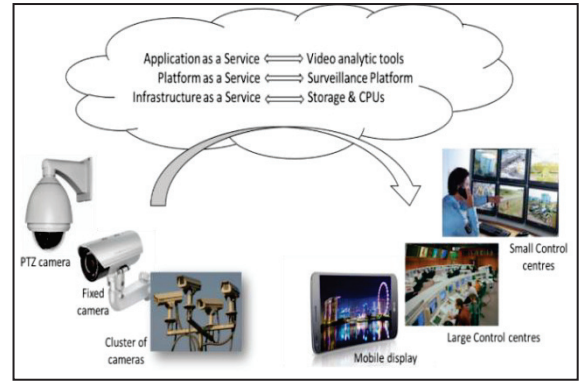 Application as a Service ⟺ Video analytic tools
Platform as a Service ⟺ Surveillance Platform
Infrastructure as a Service ⟺ Storage & CPUs
PTZ camera
Fixed
camera
Cluster of
cameras
Mobile display
Small Control
centres
Large Control centres